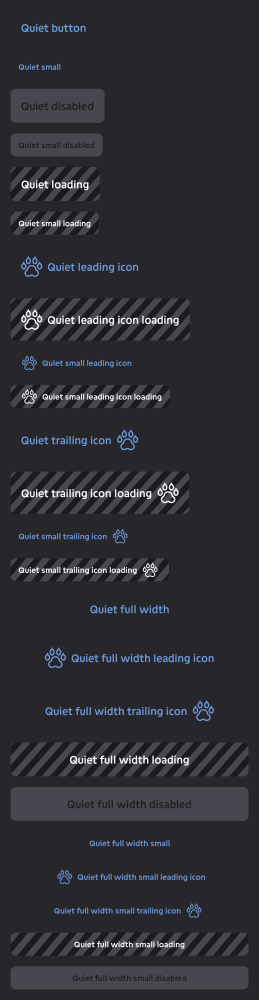 Quiet button
Quiet small
Quiet disabled
Quiet small disabled
Quiet loading
Quiet small loading
Quiet leading icon
Quiet leading icon loading
Quiet small leading icon
Quiet small leading icon loading
Quiet trailing icon
Quiet trailing icon loading
Quiet small trailing icon
Quiet small trailing icon loading
Quiet full width
Quiet full width leading icon
Quiet full width trailing icon
Quiet full width loading
Quiet full width disabled
Quiet full width small
Quiet full width small leading icon
Quiet full width small trailing icon
Quiet full width small loading
Quiet full width small disabled